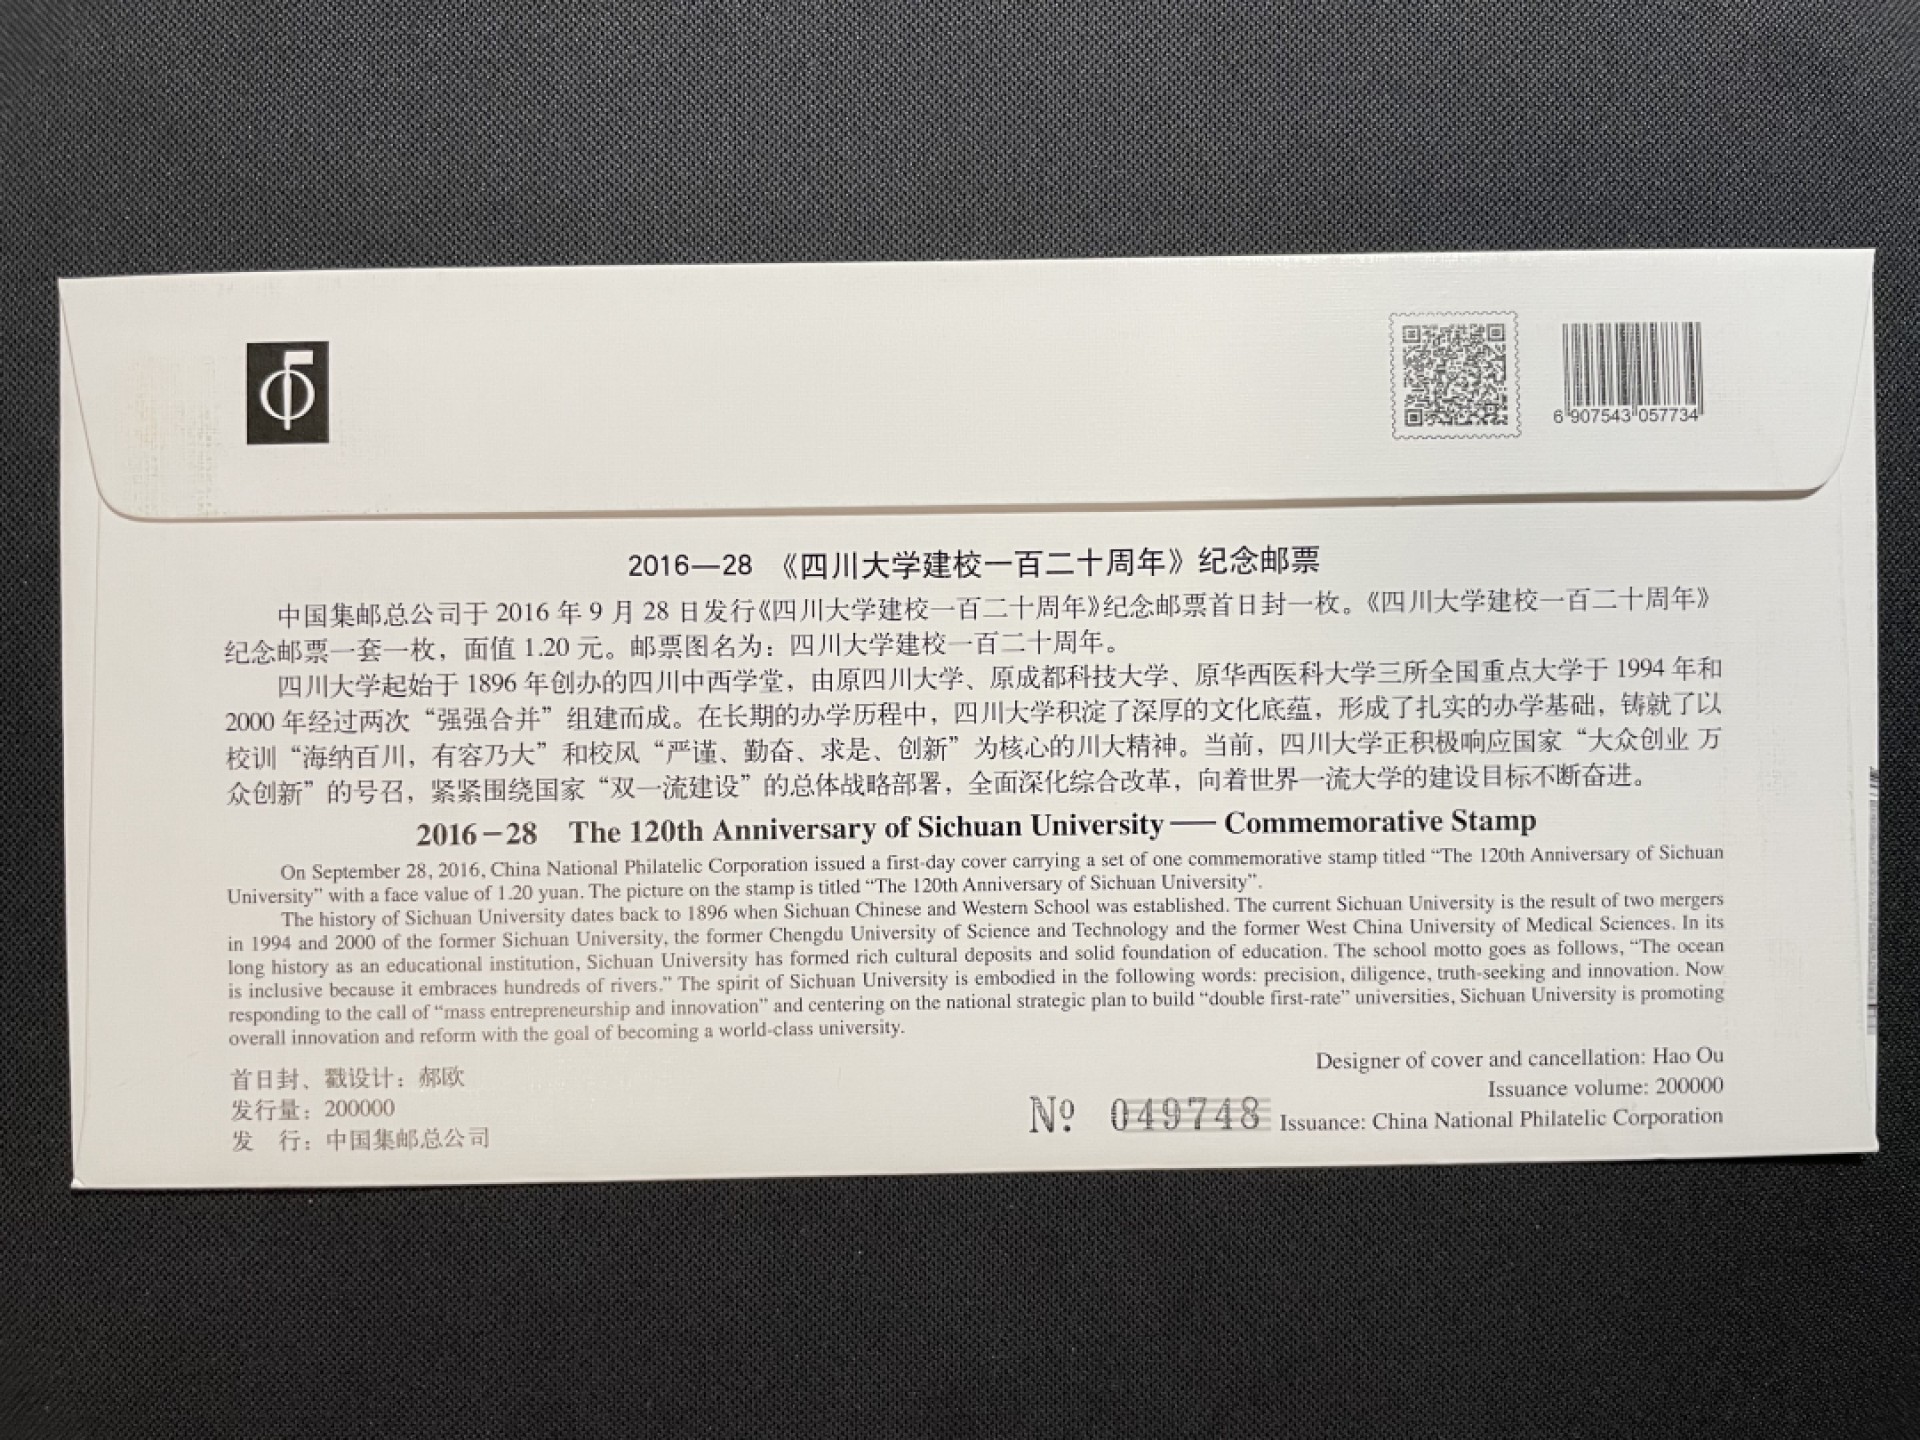 6 907543 057734
2016—28 《四川大学建校一百二十周年》纪念邮票
中国集邮总公司于 2016 年 9 月 28 日发行《四川大学建校一百二十周年》纪念邮票首日封一枚。《四川大学建校一百二十周年》
纪念邮票一套一枚，面值 1.20 元。邮票图名为：四川大学建校一百二十周年。
四川大学起始于 1896 年创办的四川中西学堂，由原四川大学、原成都科技大学、原华西医科大学三所全国重点大学于 1994 年和
2000 年经过两次“强强合并”组建而成。在长期的办学历程中，四川大学积淀了深厚的文化底蕴，形成了扎实的办学基础，铸就了以
校训“海纳百川，有容乃大”和校风“严谨、勤奋、求是、创新”为核心的川大精神。当前，四川大学正积极响应国家“大众创业 万
众创新”的号召，紧紧围绕国家“双一流建设”的总体战略部署，全面深化综合改革，向着世界一流大学的建设目标不断奋进。
2016－28 The 120th Anniversary of Sichuan University—— Commemorative Stamp
On September 28, 2016, China National Philatelic Corporation issued a first-day cover carrying a set of one commemorative stamp titled “The 120th Anniversary of Sichuan
University” with a face value of 1.20 yuan. The picture on the stamp is titled “The 120th Anniversary of Sichuan University”.
The history of Sichuan University dates back to 1896 when Sichuan Chinese and Western School was established. The current Sichuan University is the result of two mergers
in 1994 and 2000 of the former Sichuan University, the former Chengdu University of Science and Technology and the former West China University of Medical Sciences. In its
long history as an educational institution, Sichuan University has formed rich cultural deposits and solid foundation of education. The school motto goes as follows, “The ocean
is inclusive because it embraces hundreds of rivers.” The spirit of Sichuan University is embodied in the following words: precision, diligence, truth-seeking and innovation. Now
responding to the call of “mass entrepreneurship and innovation” and centering on the national strategic plan to build “double first-rate” universities, Sichuan University is promoting
overall innovation and reform with the goal of becoming a world-class university.
首日封、戳设计：郝欧
发行量：200000
发 行：中国集邮总公司
Nº 049748
Designer of cover and cancellation: Hao Ou
Issuance volume: 200000
Issuance: China National Philatelic Corporation